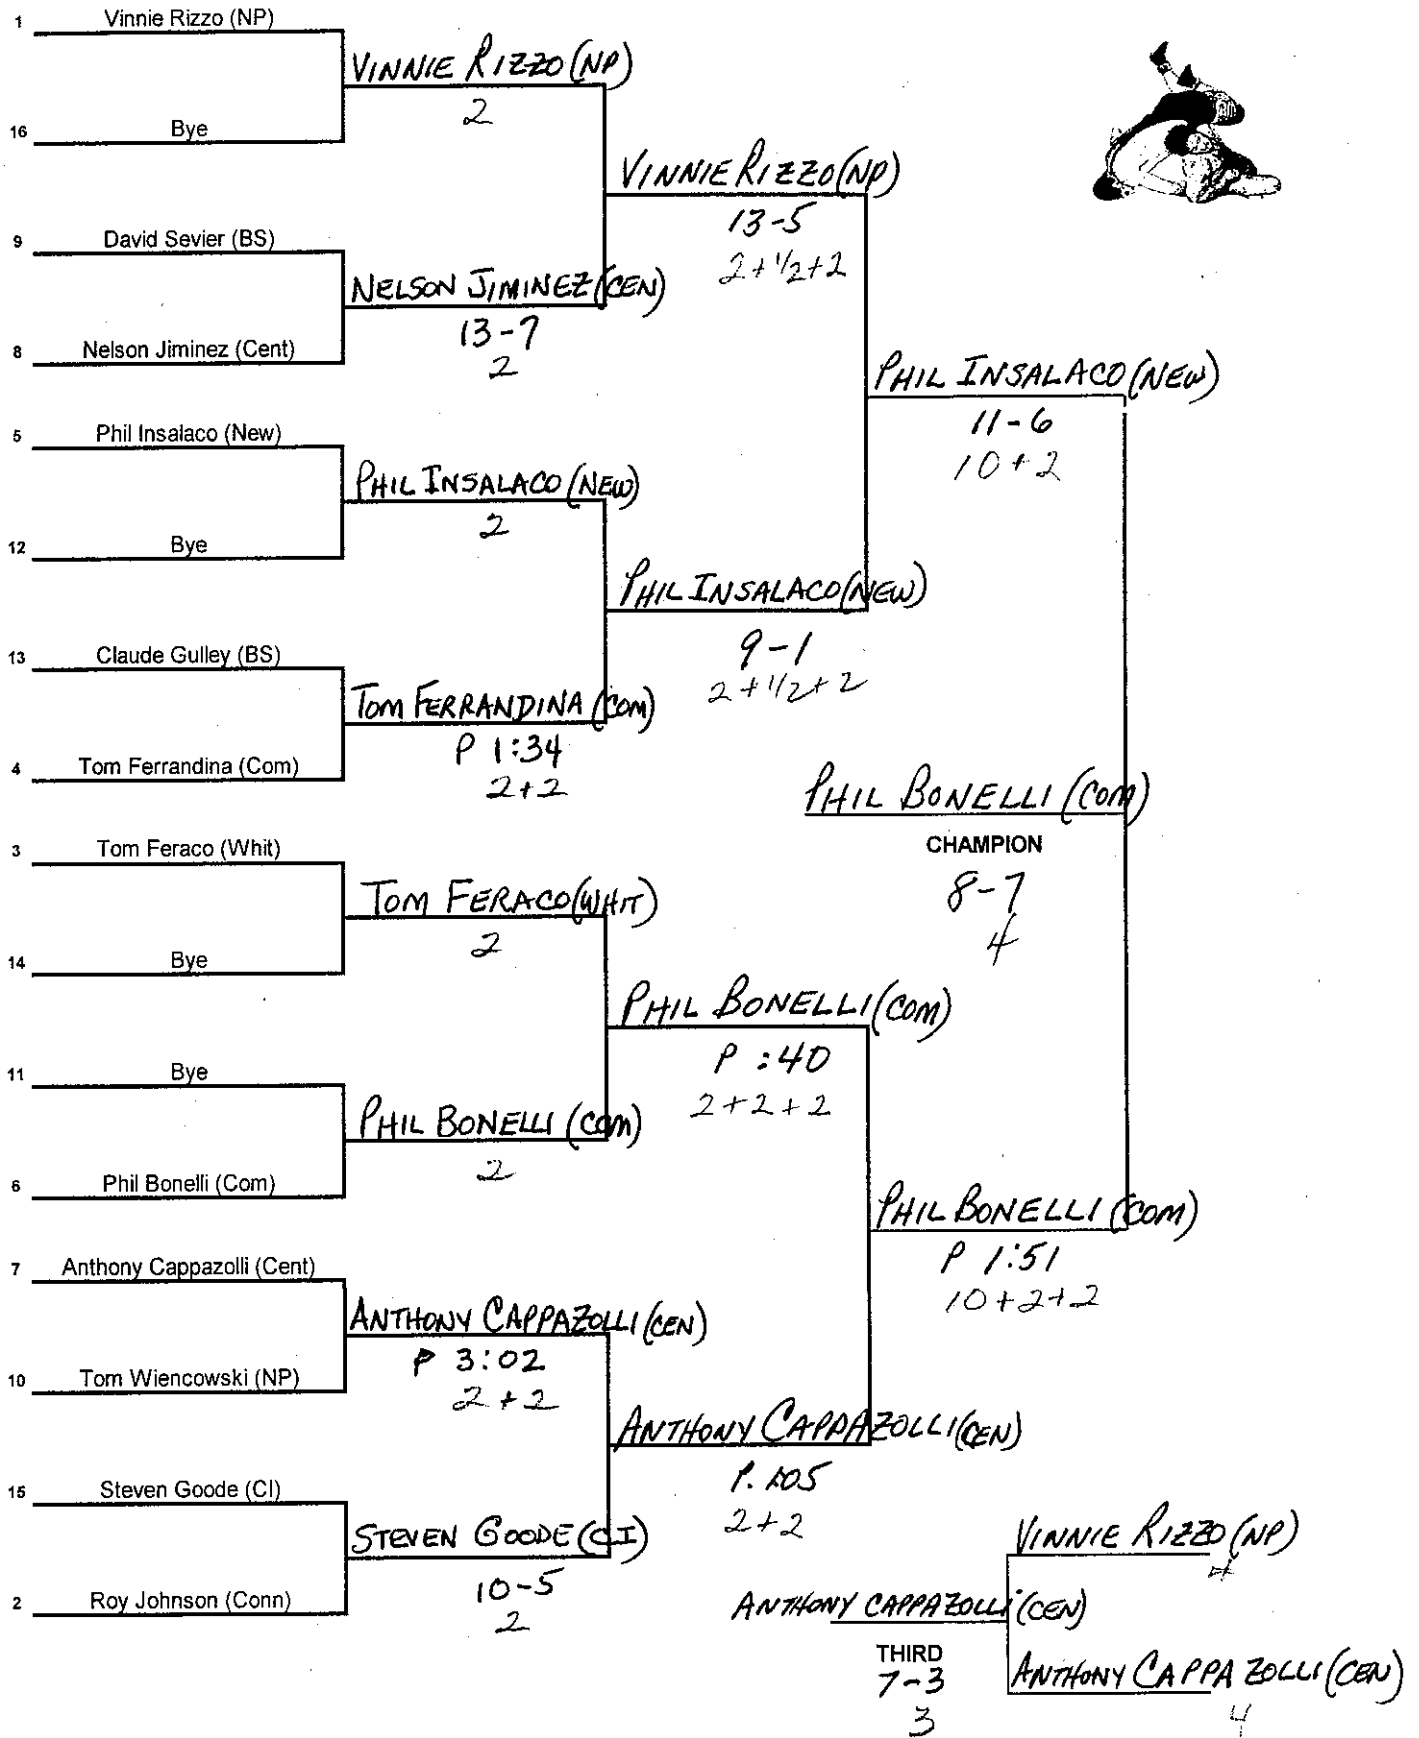 1 Vinnie Rizzo (NP)
VINNIE RIZZO (NP)
2
16 Bye
VINNIE RIZZO (NP)
13-5
2+1/2+2
9 David Sevier (BS)
NELSON JIMINEZ (CEN)
13-7
2
8 Nelson Jiminez (Cent)
PHIL INSALACO (NEW)
11-6
10+2
5 Phil Insalaco (New)
PHIL INSALACO (NEW)
2
12 Bye
PHIL INSALACO (NEW)
9-1
2+1/2+2
13 Claude Gulley (BS)
TOM FERRANDINA (COM)
P 1:34
2+2
4 Tom Ferrandina (Com)
PHIL BONELLI (COM)
CHAMPION
8-7
4
3 Tom Feraco (Whit)
TOM FERACO (WHIT)
2
14 Bye
PHIL BONELLI (COM)
P :40
2+2+2
11 Bye
PHIL BONELLI (COM)
2
6 Phil Bonelli (Com)
PHIL BONELLI (COM)
P 1:51
10+2+2
7 Anthony Cappazolli (Cent)
ANTHONY CAPPAZOLLI (CEN)
P 3:02
2+2
10 Tom Wiencowski (NP)
ANTHONY CAPPAZOLLI (CEN)
2+2
15 Steven Goode (CI)
STEVEN GOODE (CI)
10-5
2
2 Roy Johnson (Conn)
VINNIE RIZZO (NP)
ANTHONY CAPPAZOLLI (CEN)
THIRD
7-3
3
ANTHONY CAPPAZOLLI (CEN)
4